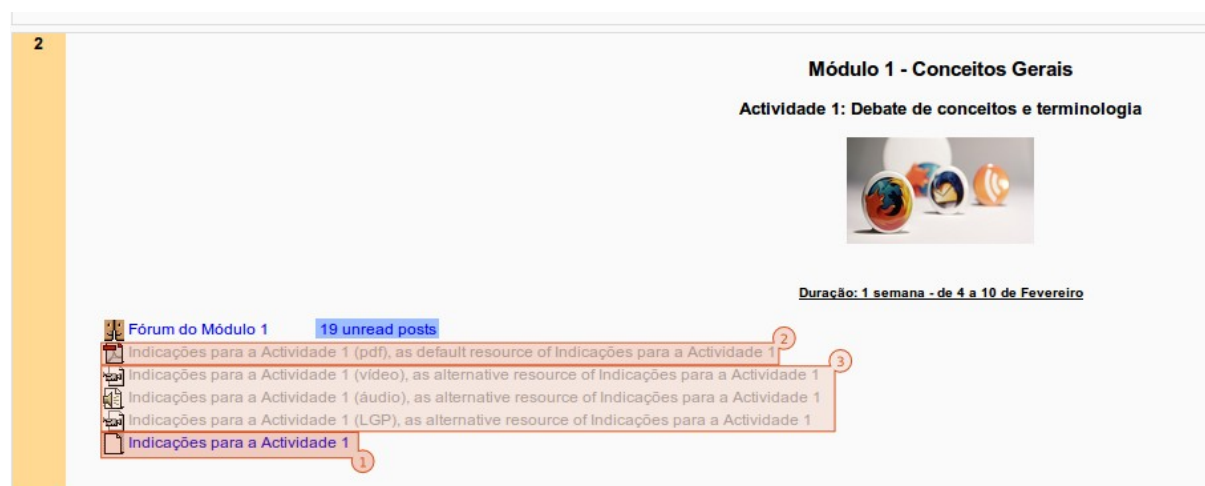 2
Módulo 1 - Conceitos Gerais
Actividade 1: Debate de conceitos e terminologia
Duração: 1 semana - de 4 a 10 de Fevereiro
Fórum do Módulo 1 19 unread posts
Indicações para a Actividade 1 (pdf), as default resource of Indicações para a Actividade 1 2
Indicações para a Actividade 1 (vídeo), as alternative resource of Indicações para a Actividade 1 3
Indicações para a Actividade 1 (áudio), as alternative resource of Indicações para a Actividade 1
Indicações para a Actividade 1 (LGP), as alternative resource of Indicações para a Actividade 1
Indicações para a Actividade 1
1